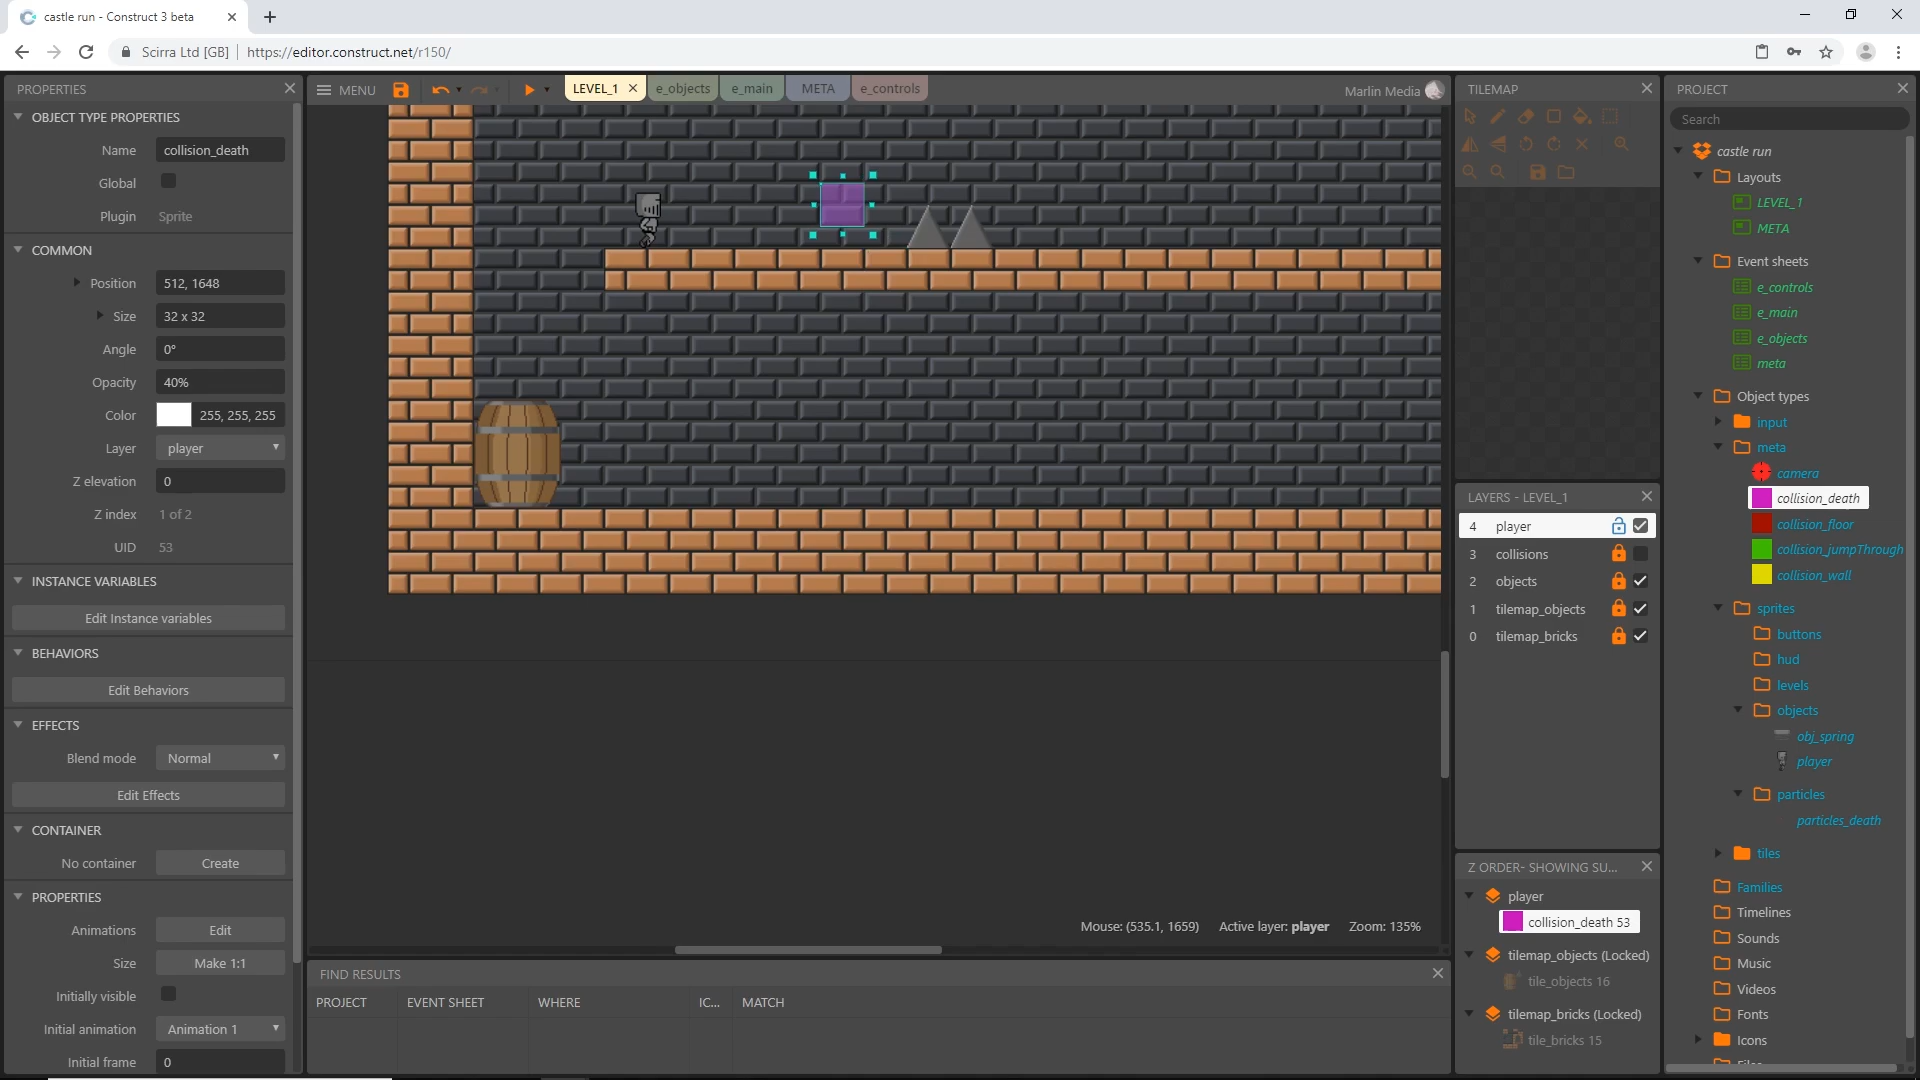 castle run - Construct 3 beta
Scirra Ltd [GB] https://editor.construct.net/r150/
PROPERTIES
OBJECT TYPE PROPERTIES
Name collision_death
Global
Plugin Sprite
COMMON
Position 512, 1648
Size 32 x 32
Angle 0°
Opacity 40%
Color 255, 255, 255
Layer player
Z elevation 0
Z index 1 of 2
UID 53
INSTANCE VARIABLES
Edit Instance variables
BEHAVIORS
Edit Behaviors
EFFECTS
Blend mode Normal
Edit Effects
CONTAINER
No container Create
PROPERTIES
Animations Edit
Size Make 1:1
Initially visible
Initial animation Animation 1
Initial frame 0
MENU
LEVEL_1 e_objects e_main META e_controls
Marlin Media
Mouse: (535.1, 1659) Active layer: player Zoom: 135%
FIND RESULTS
PROJECT EVENT SHEET WHERE IC... MATCH
TILEMAP
LAYERS - LEVEL_1
4 player
3 collisions
2 objects
1 tilemap_objects
0 tilemap_bricks
Z ORDER- SHOWING SU...
player
collision_death 53
tilemap_objects (Locked)
tile_objects 16
tilemap_bricks (Locked)
tile_bricks 15
PROJECT
Search
castle run
Layouts
LEVEL_1
META
Event sheets
e_controls
e_main
e_objects
meta
Object types
input
meta
camera
collision_death
collision_floor
collision_jumpThrough
collision_wall
sprites
buttons
hud
levels
objects
obj_spring
player
particles
particles_death
tiles
Families
Timelines
Sounds
Music
Videos
Fonts
Icons